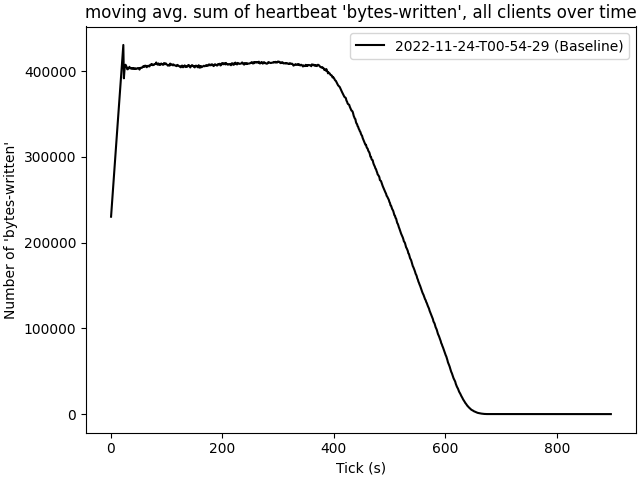 moving avg. sum of heartbeat 'bytes-written', all clients over time
2022-11-24-T00-54-29 (Baseline)
Number of 'bytes-written'
400000
300000
200000
100000
0
0 200 400 600 800
Tick (s)